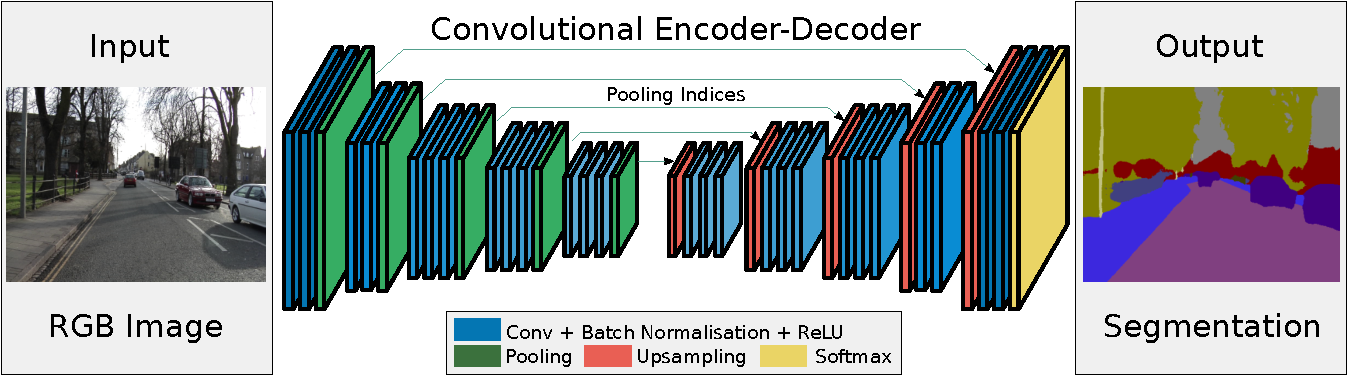 Input
RGB Image
Convolutional Encoder-Decoder
Pooling Indices
Conv + Batch Normalisation + ReLU
Pooling Upsampling Softmax
Output
Segmentation